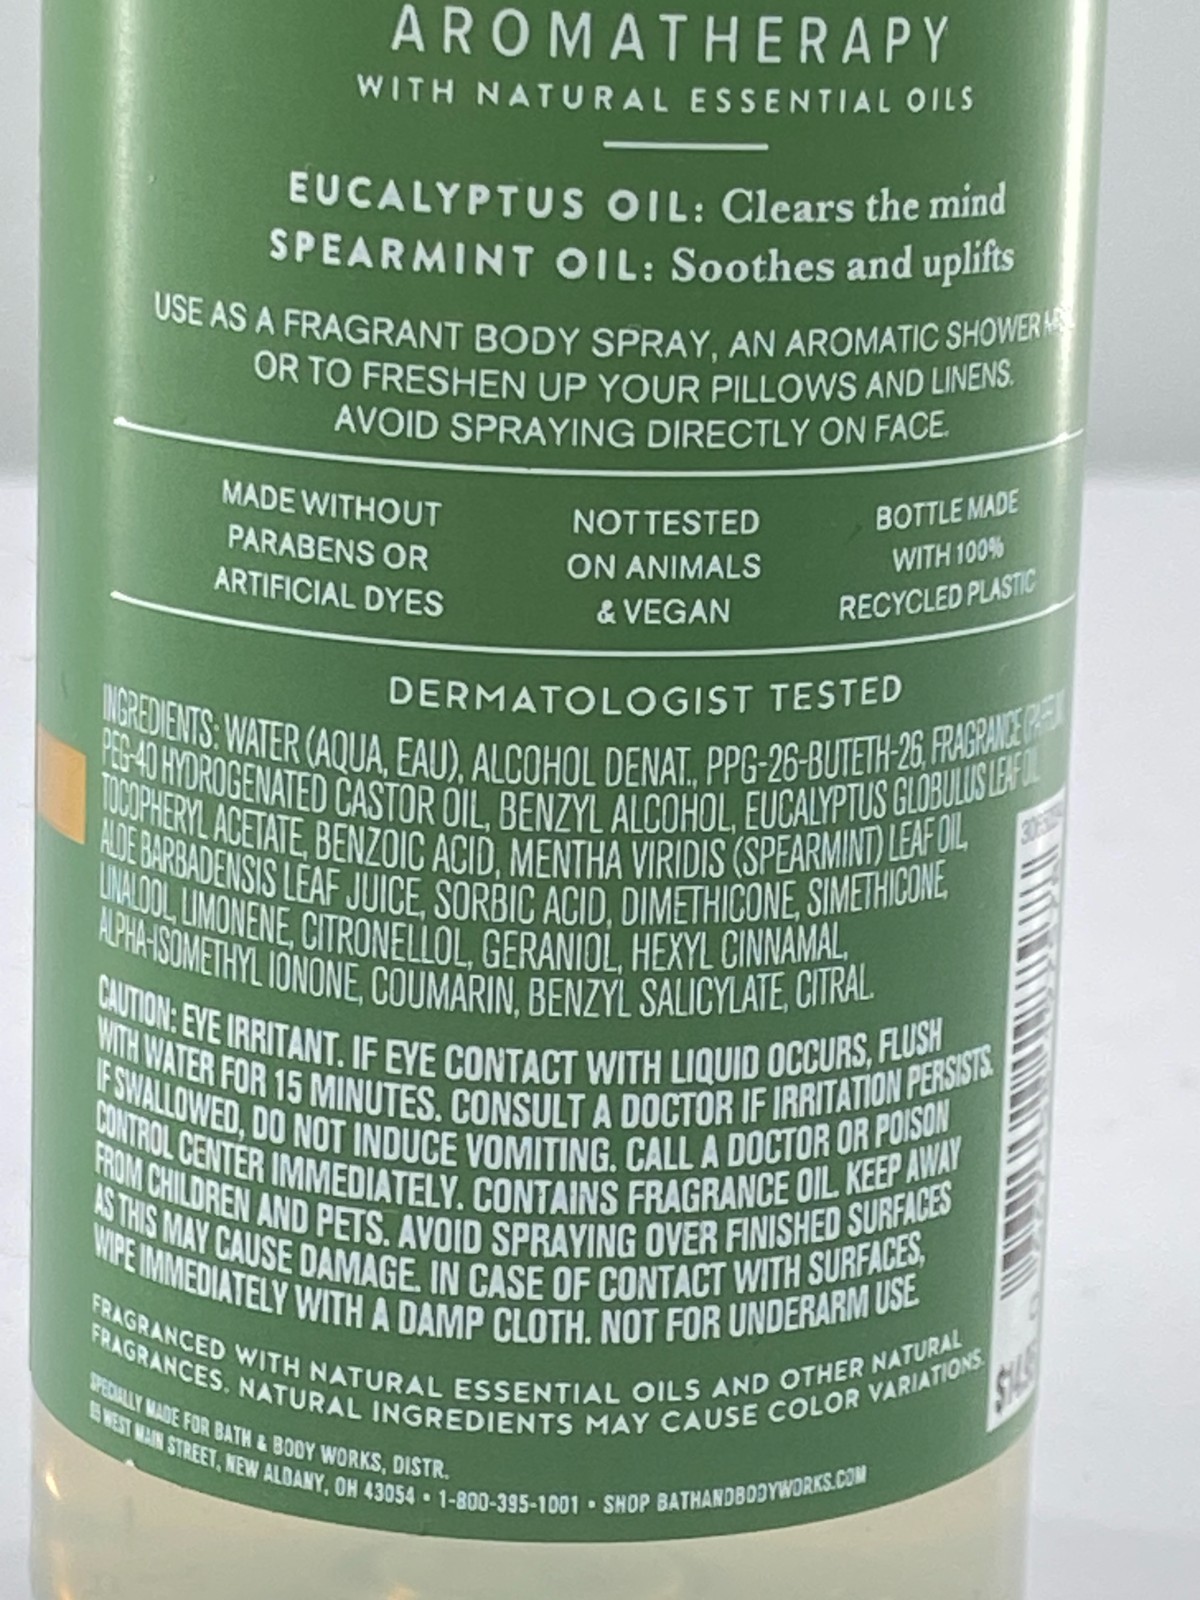 AROMATHERAPY
WITH NATURAL ESSENTIAL OILS
EUCALYPTUS OIL: Clears the mind
SPEARMINT OIL: Soothes and uplifts
USE AS A FRAGRANT BODY SPRAY, AN AROMATIC SHOWER
OR TO FRESHEN UP YOUR PILLOWS AND LINENS.
AVOID SPRAYING DIRECTLY ON FACE.
MADE WITHOUT
PARABENS OR
ARTIFICIAL DYES
NOT TESTED
ON ANIMALS
& VEGAN
BOTTLE MADE
WITH 100%
RECYCLED PLASTIC
DERMATOLOGIST TESTED
INGREDIENTS: WATER (AQUA, EAU), ALCOHOL DENAT., PPG-26-BUTETH-26, FRAGRANCE (PARFUM
PEG-40 HYDROGENATED CASTOR OIL, BENZYL ALCOHOL, EUCALYPTUS GLOBULUS LEAF OIL
TOCOPHERYL ACETATE, BENZOIC ACID, MENTHA VIRIDIS (SPEARMINT) LEAF OIL,
ALOE BARBADENSIS LEAF JUICE, SORBIC ACID, DIMETHICONE, SIMETHICONE,
LINALOOL, LIMONENE, CITRONELLOL, GERANIOL, HEXYL CINNAMAL,
ALPHA-ISOMETHYL IONONE, COUMARIN, BENZYL SALICYLATE, CITRAL.
CAUTION: EYE IRRITANT. IF EYE CONTACT WITH LIQUID OCCURS, FLUSH
WITH WATER FOR 15 MINUTES. CONSULT A DOCTOR IF IRRITATION PERSISTS.
IF SWALLOWED, DO NOT INDUCE VOMITING. CALL A DOCTOR OR POISON
CONTROL CENTER IMMEDIATELY. CONTAINS FRAGRANCE OIL. KEEP AWAY
FROM CHILDREN AND PETS. AVOID SPRAYING OVER FINISHED SURFACES
AS THIS MAY CAUSE DAMAGE. IN CASE OF CONTACT WITH SURFACES,
WIPE IMMEDIATELY WITH A DAMP CLOTH. NOT FOR UNDERARM USE.
FRAGRANCED WITH NATURAL ESSENTIAL OILS AND OTHER NATURAL
FRAGRANCES. NATURAL INGREDIENTS MAY CAUSE COLOR VARIATIONS.
SPECIALLY MADE FOR BATH & BODY WORKS, DISTR.
WEST MAIN STREET, NEW ALBANY, OH 43054 • 1-800-395-1001 • SHOP BATHANDBODYWORKS.COM